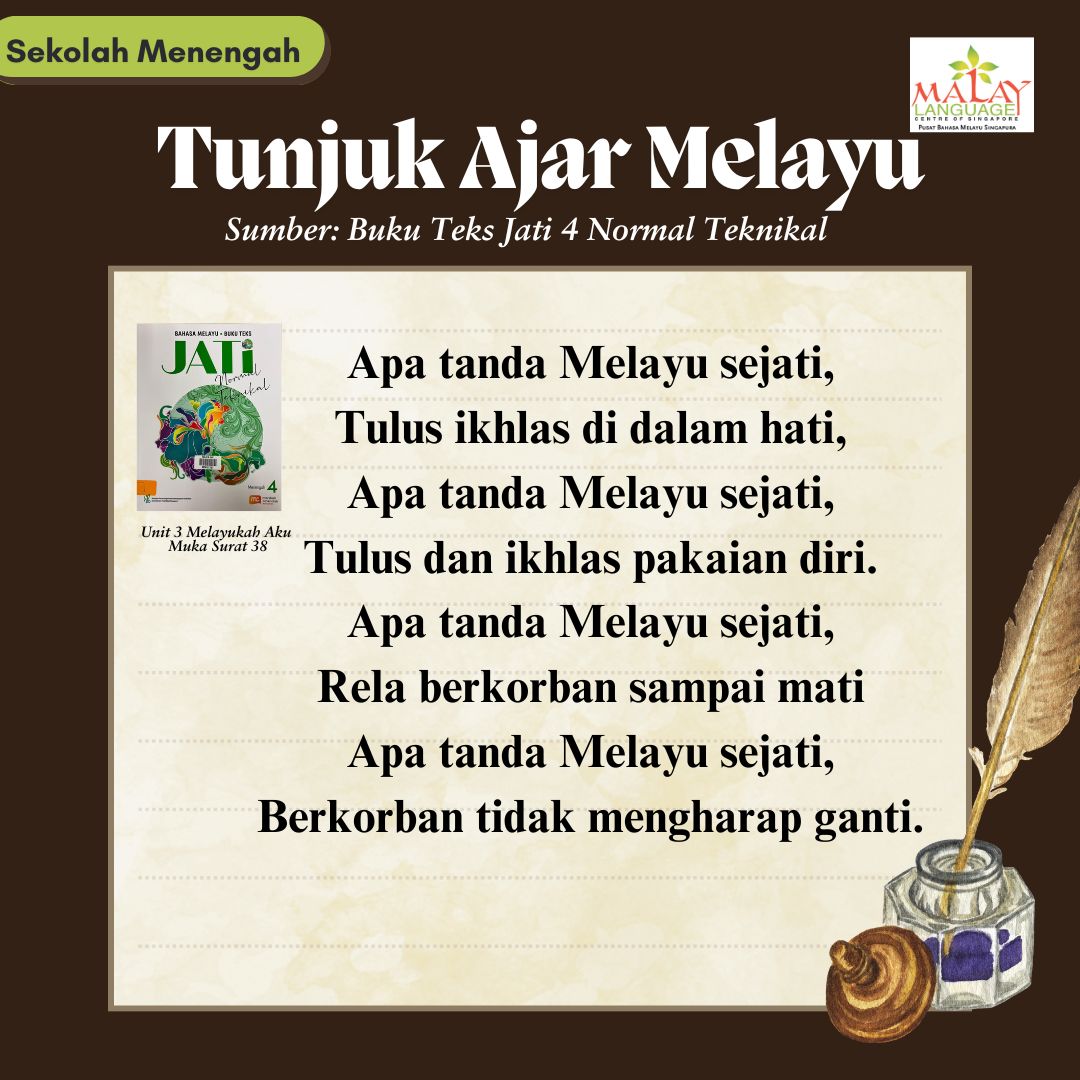 Sekolah Menengah
MALAY
LANGUAGE
CENTRE OF SINGAPORE
PUSAT BAHASA MELAYU SINGAPURA
Tunjuk Ajar Melayu
Sumber: Buku Teks Jati 4 Normal Teknikal
BAHASA MELAYU • BUKU TEKS
JATi
Normal
Teknikal
Menengah 4
Unit 3 Melayukah Aku
Muka Surat 38
Apa tanda Melayu sejati,
Tulus ikhlas di dalam hati,
Apa tanda Melayu sejati,
Tulus dan ikhlas pakaian diri.
Apa tanda Melayu sejati,
Rela berkorban sampai mati
Apa tanda Melayu sejati,
Berkorban tidak mengharap ganti.